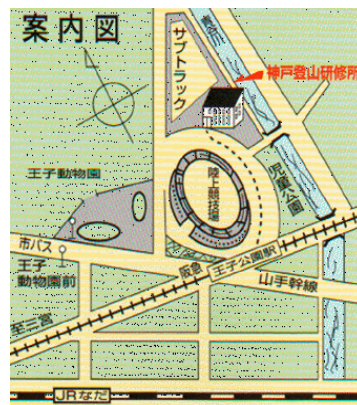 案内図
サブトラック
神戸登山研修所
王子動物園
陸上競技場
児童公園
市バス
王子
動物園前
阪急
王子公園駅
山手幹線
至三宮
JRなだ